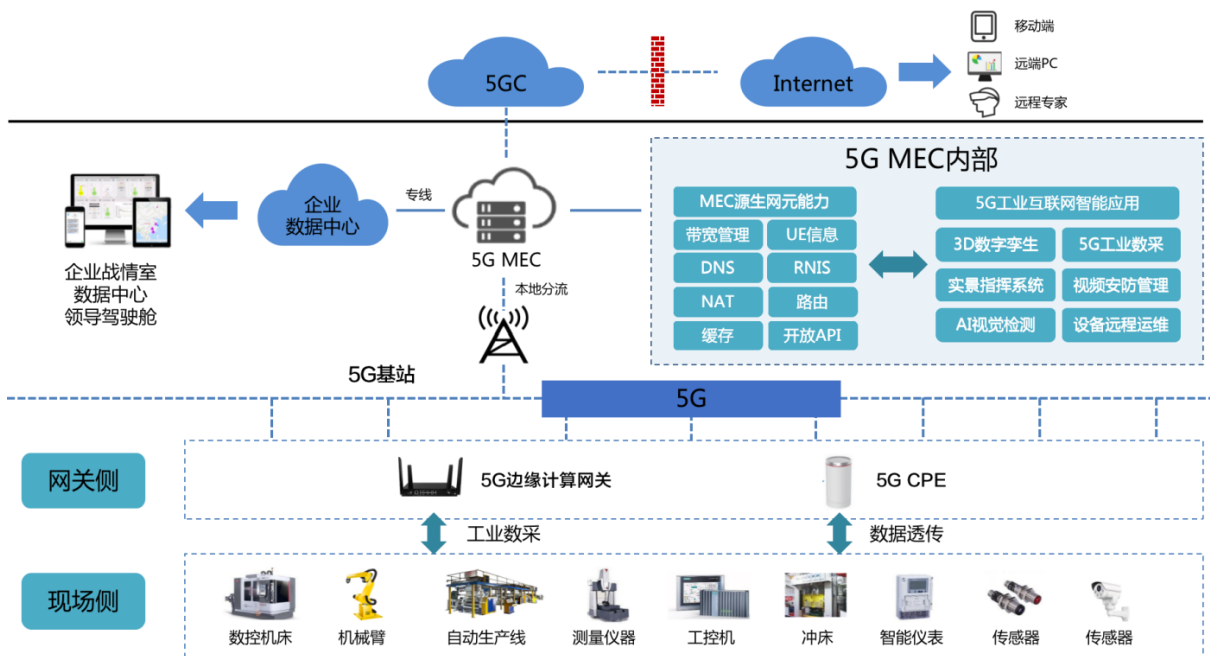 5GC
Internet
移动端
远端PC
远程专家
企业战情室
数据中心
领导驾驶舱
企业
数据中心
专线
5G MEC
本地分流
5G基站
5G MEC内部
MEC源生网元能力
带宽管理
UE信息
DNS
RNIS
NAT
路由
缓存
开放API
5G工业互联网智能应用
3D数字孪生
5G工业数采
实景指挥系统
视频安防管理
AI视觉检测
设备远程运维
5G
网关侧
5G边缘计算网关
5G CPE
工业数采
数据透传
现场侧
数控机床
机械臂
自动生产线
测量仪器
工控机
冲床
智能仪表
传感器
传感器